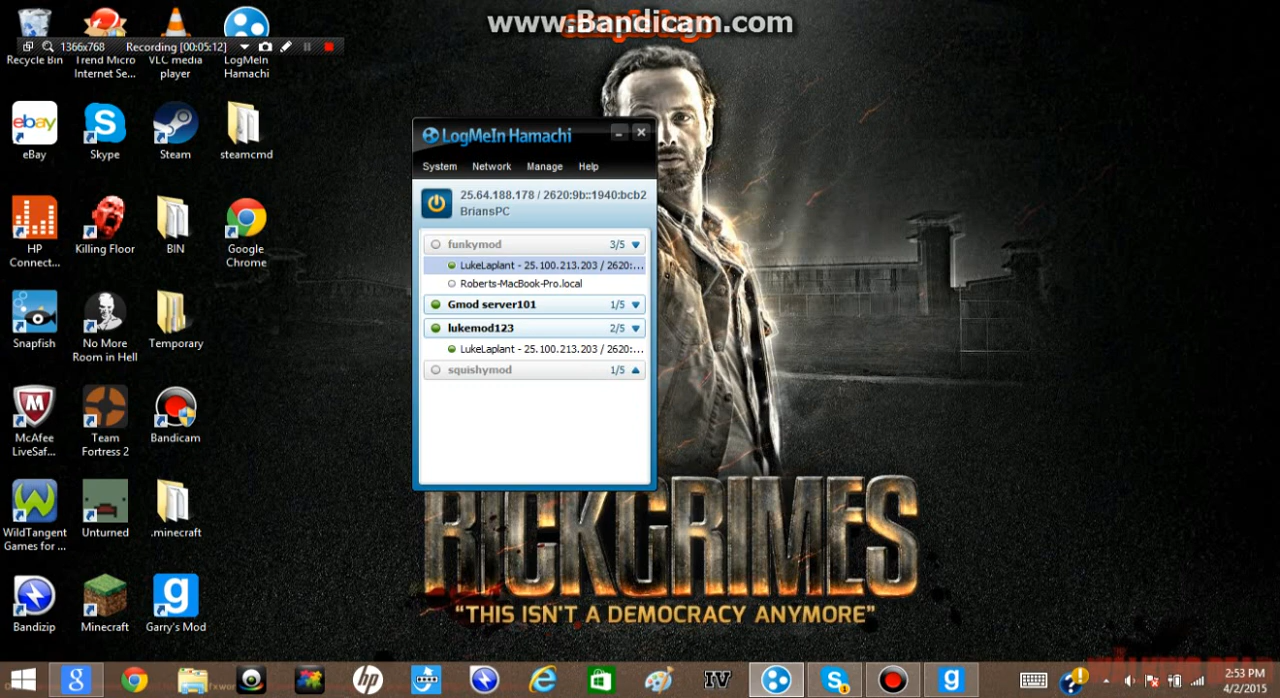 www.Bandicam.com
1366x768
Recording [00:05:12]
Recycle Bin
Trend Micro
Internet Se...
VLC media
player
LogMeIn
Hamachi
ebay
eBay
Skype
Steam
steamcmd
HP
Connect...
Killing Floor
BIN
Google
Chrome
Snapfish
No More
Room in Hell
Temporary
McAfee
LiveSaf...
Team
Fortress 2
Bandicam
WildTangent
Games for ...
Unturned
.minecraft
Bandizip
Minecraft
Garry's Mod
LogMeIn Hamachi
System Network Manage Help
25.64.188.178 / 2620:9b::1940:bcb2
BriansPC
funkymod 3/5
LukeLaplant - 25.100.213.203 / 2620:...
Roberts-MacBook-Pro.local
Gmod server101 1/5
lukemod123 2/5
LukeLaplant - 25.100.213.203 / 2620:...
squishymod 1/5
RICK GRIMES
"THIS ISN'T A DEMOCRACY ANYMORE"
IV
2:53 PM
4/2/2015